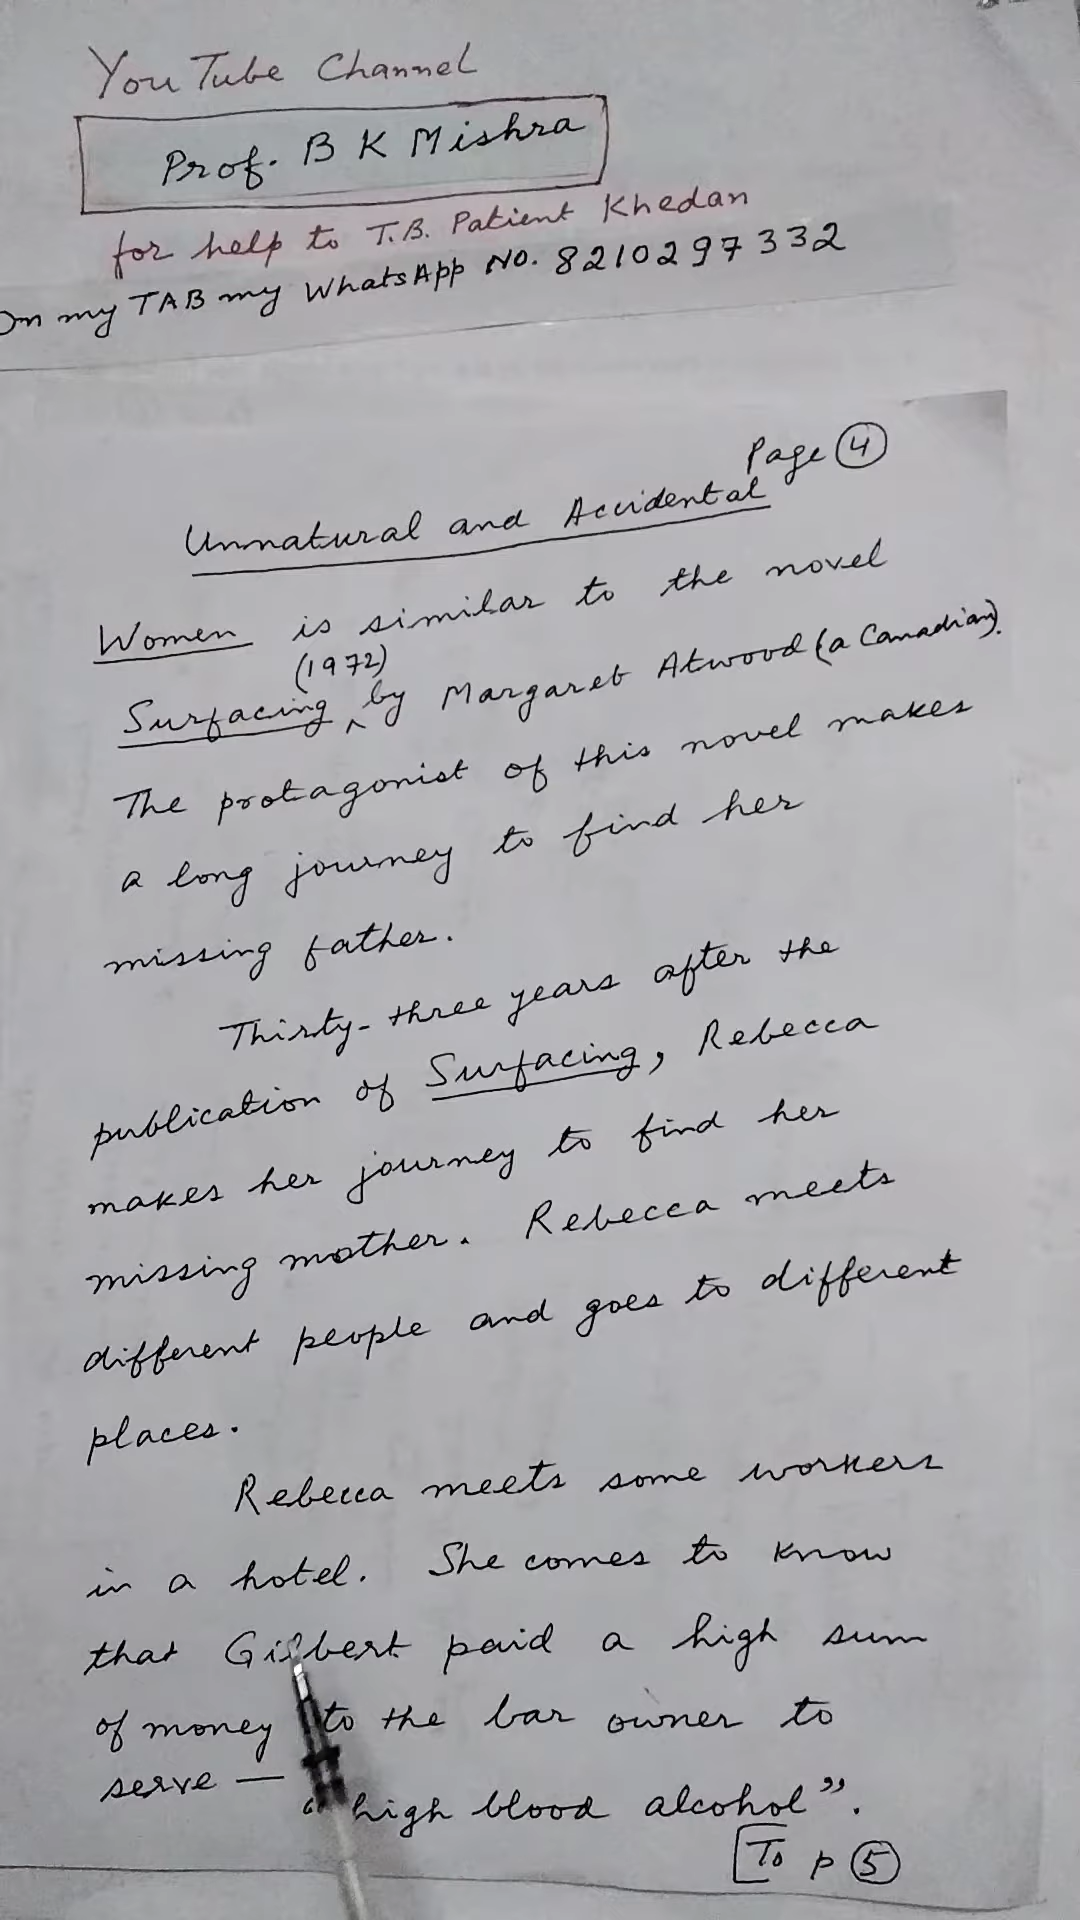 YouTube Channel
Prof. B K Mishra
for help to T.B. Patient Khedan
On my TAB my WhatsApp NO. 8210297332
Page 4
Unnatural and Accidental
Women is similar to the novel
(1972)
Surfacing ^ by Margaret Atwood (a Canadian).
The protagonist of this novel makes
a long journey to find her
missing father.
Thirty-three years after the
publication of Surfacing, Rebecca
makes her journey to find her
missing mother. Rebecca meets
different people and goes to different
places.
Rebecca meets some workers
in a hotel. She comes to know
that Gilbert paid a high sum
of money to the bar owner to
serve —
"high blood alcohol".
To p 5